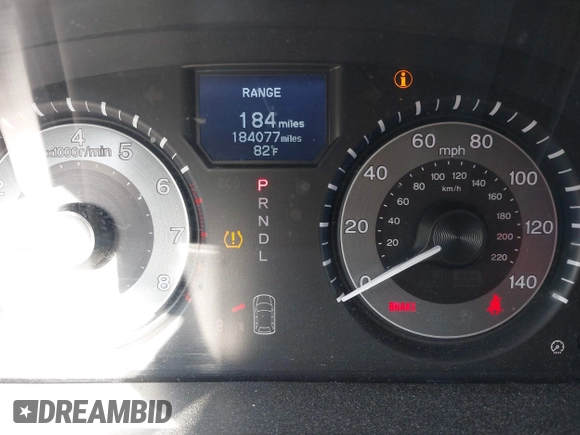 RANGE
184 miles
184077 miles
82°F
4 5 6 7 8
x1000r/min
P
R
N
D
L
0 20 40 60 80 100 120 140
mph
20 40 60 80 100 120 140 160 180 200 220
km/h
BRAKE
DREAMBID